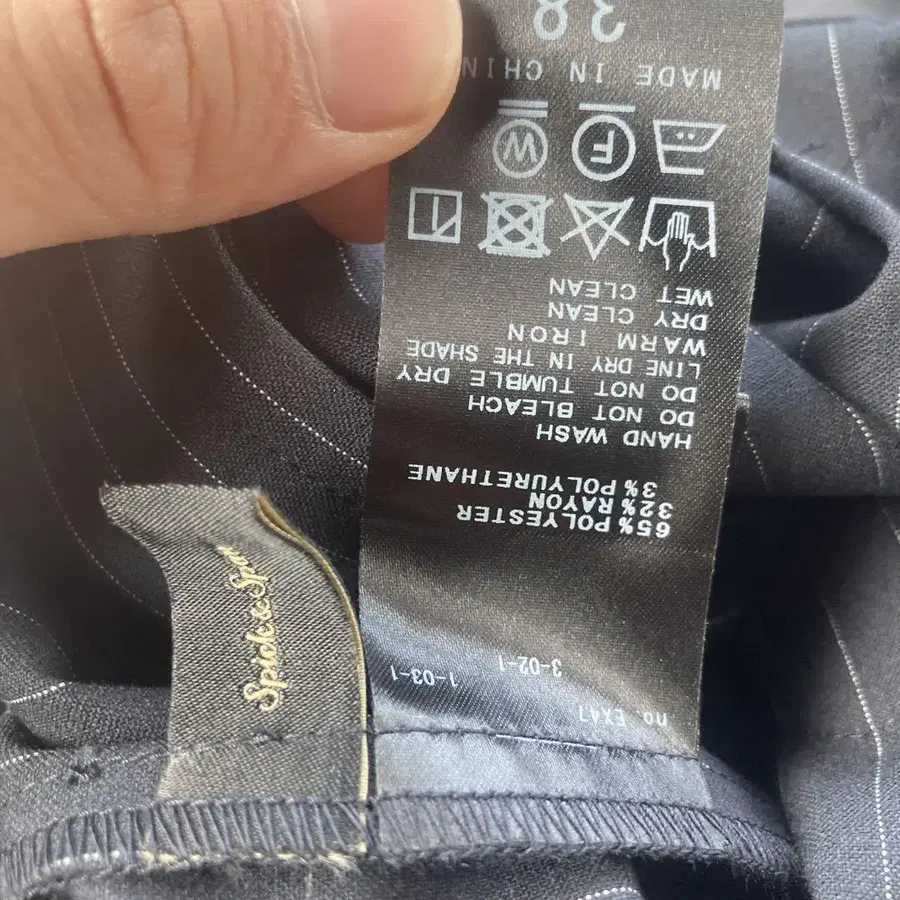 no EX47
1-03-1
3-02-1
65% POLYESTER
32% RAYON
3% POLYURETHANE
HAND WASH
DO NOT BLEACH
DO NOT TUMBLE DRY
LINE DRY IN THE SHADE
WARM IRON
DRY CLEAN
WET CLEAN
F W
MADE IN CHIN
38
Spick & Span